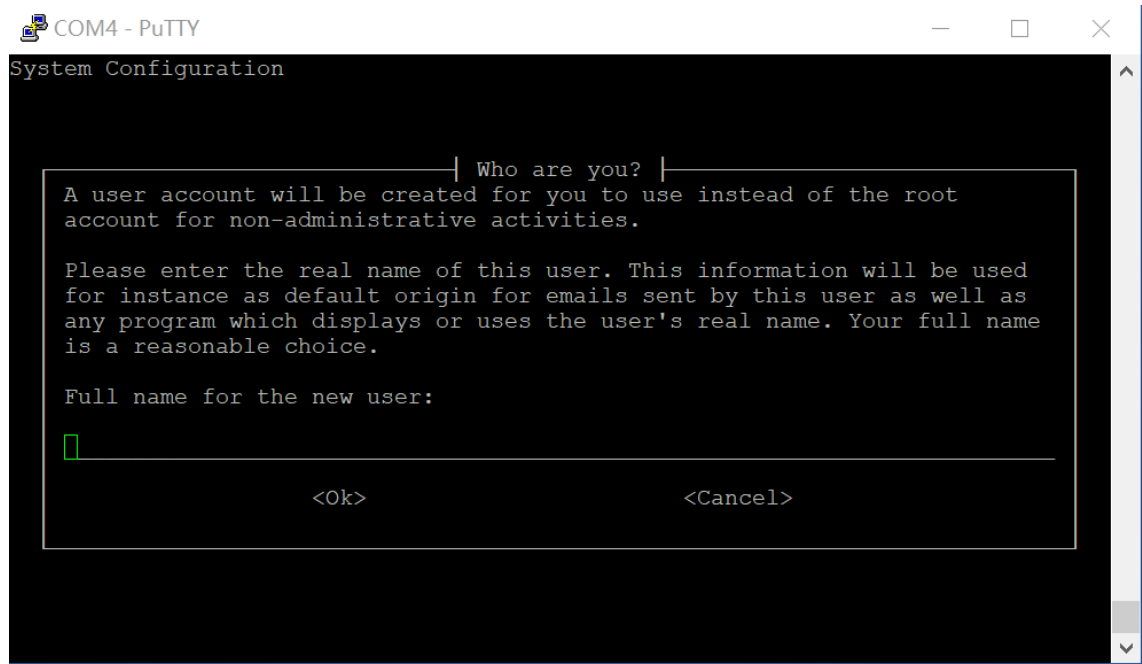 COM4 - PuTTY
System Configuration
Who are you?
A user account will be created for you to use instead of the root
account for non-administrative activities.
Please enter the real name of this user. This information will be used
for instance as default origin for emails sent by this user as well as
any program which displays or uses the user's real name. Your full name
is a reasonable choice.
Full name for the new user:
<Ok> <Cancel>